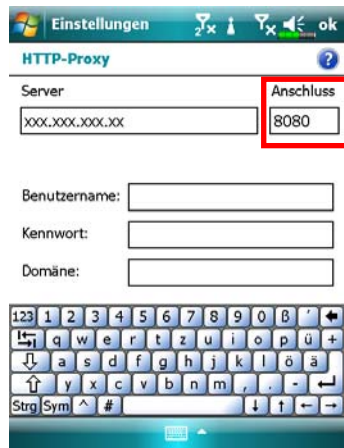 Einstellungen 2 ok
HTTP-Proxy ?
Server Anschluss
xxx.xxx.xxx.xx 8080
Benutzername:
Kennwort:
Domäne:
123 1 2 3 4 5 6 7 8 9 0 ß ´
q w e r t z u i o p ü +
a s d f g h j k l ö ä
y x c v b n m , . -
Strg Sym ^ #